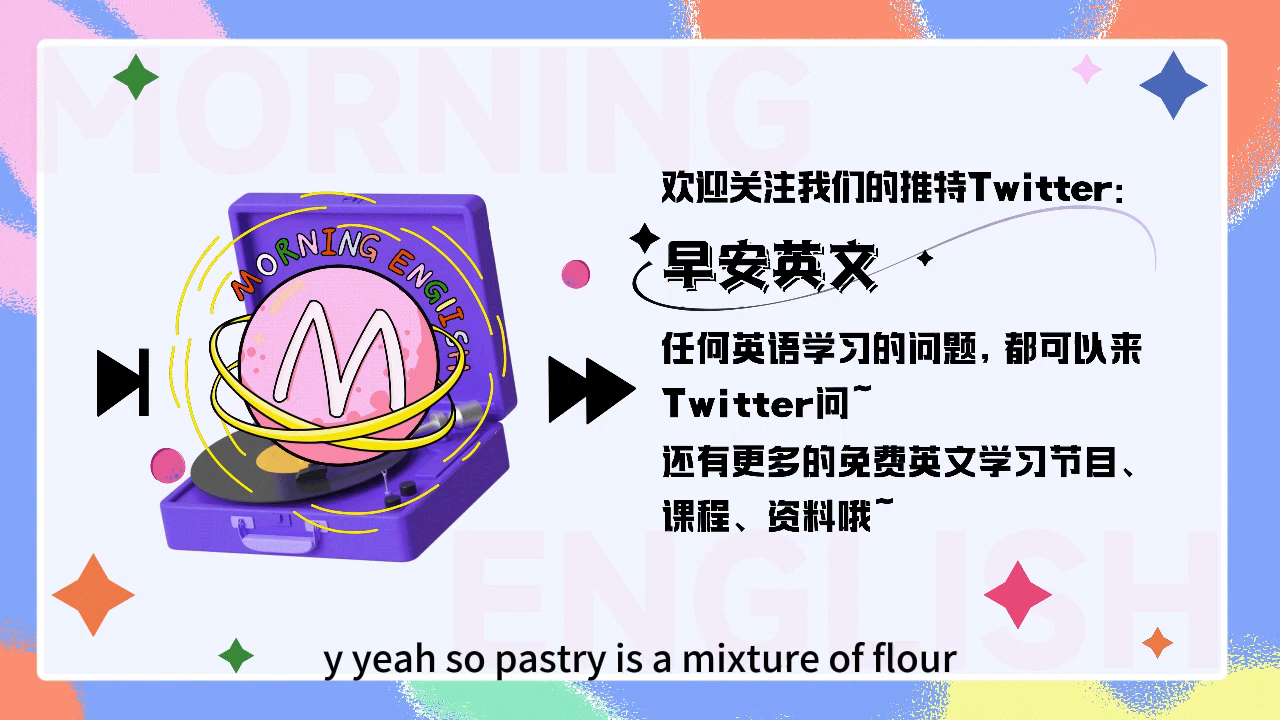 MORNING
欢迎关注我们的推特Twitter:
早安英文
MORNING ENGLISH
M
任何英语学习的问题，都可以来
Twitter问~
还有更多的免费英文学习节目、
课程、资料哦~
ENGLISH
y yeah so pastry is a mixture of flour